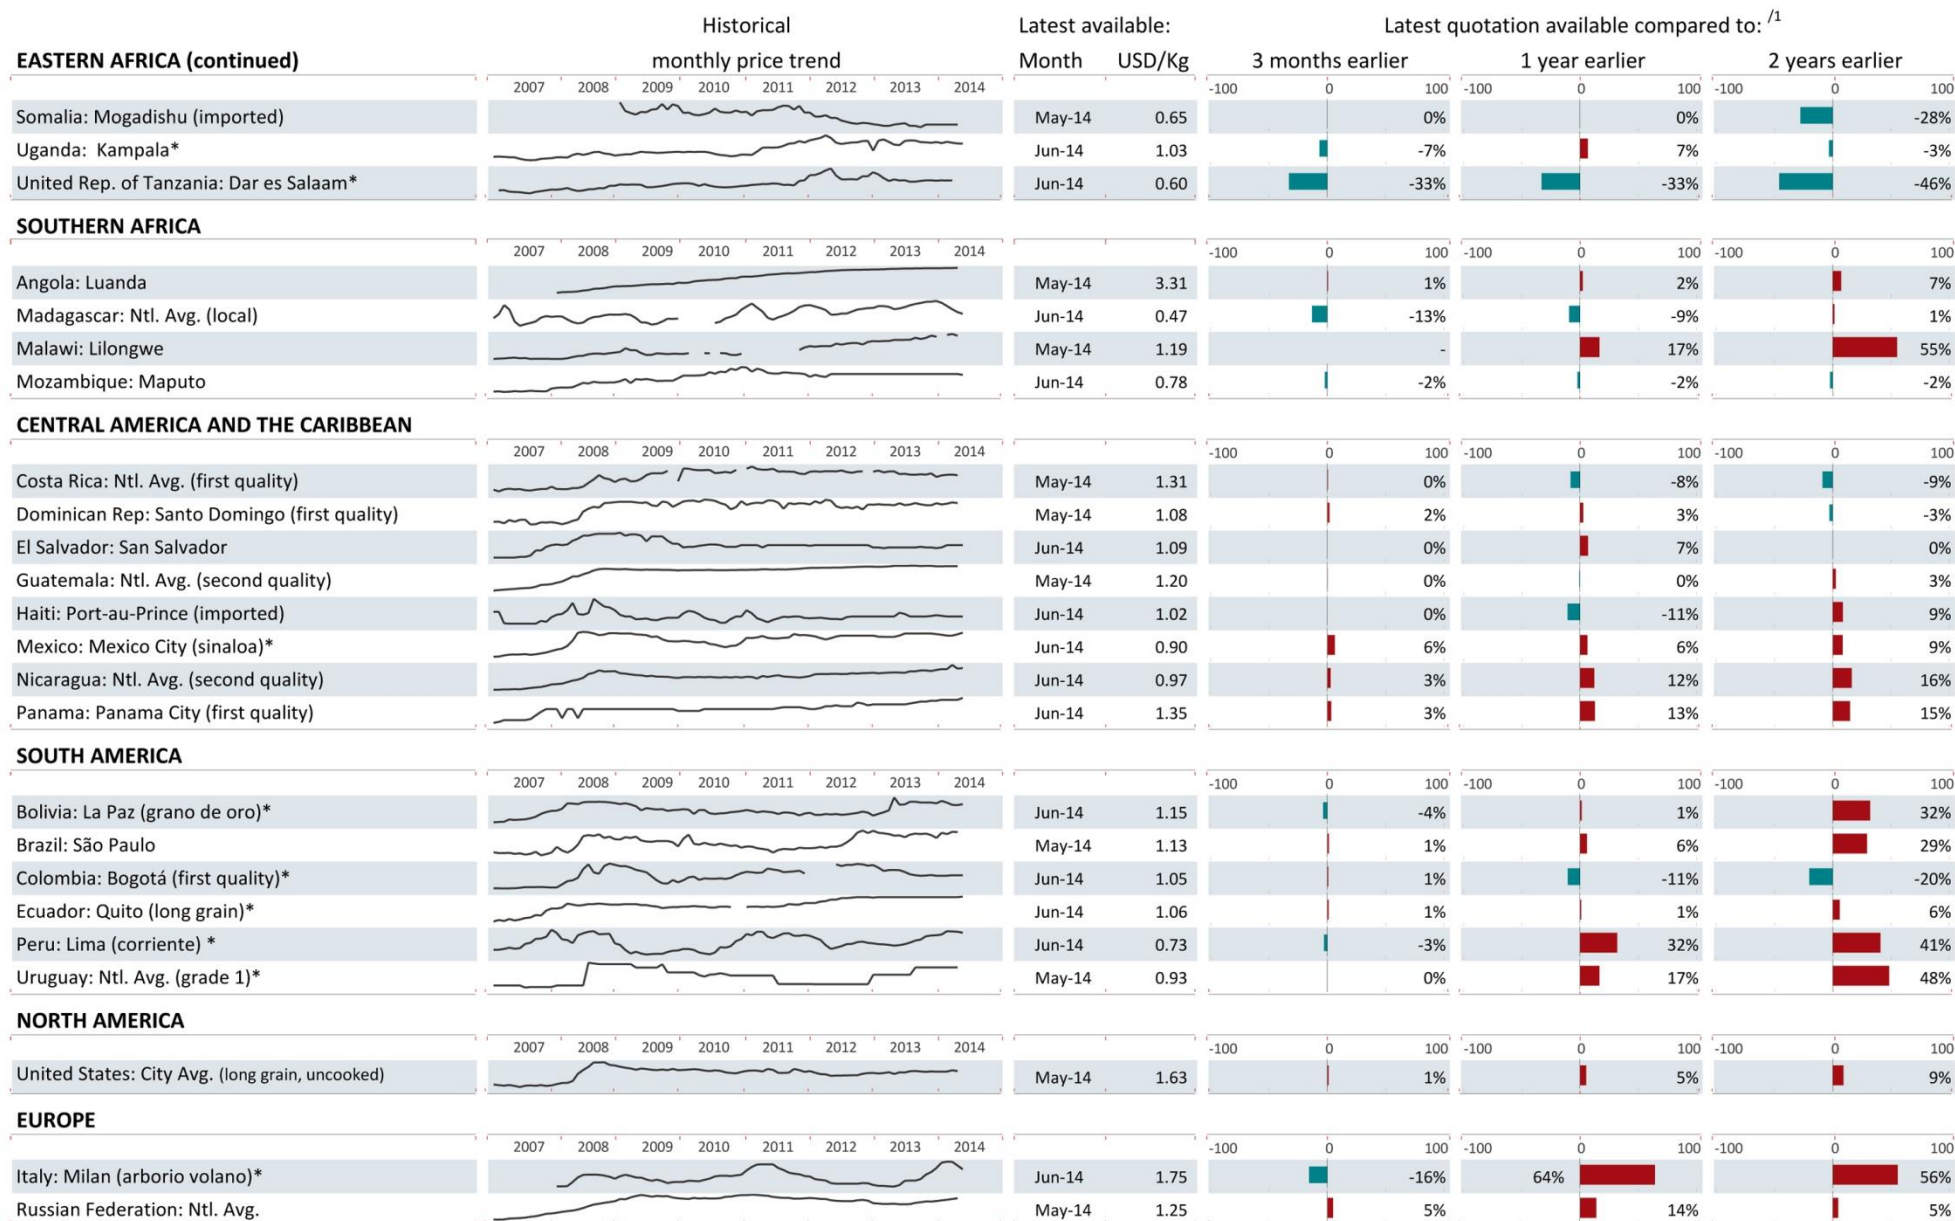 Historical Latest available: Latest quotation available compared to: /1
EASTERN AFRICA (continued) monthly price trend Month USD/Kg 3 months earlier 1 year earlier 2 years earlier
2007 2008 2009 2010 2011 2012 2013 2014 -100 0 100 -100 0 100 -100 0 100
Somalia: Mogadishu (imported) May-14 0.65 0% 0% -28%
Uganda: Kampala* Jun-14 1.03 -7% 7% -3%
United Rep. of Tanzania: Dar es Salaam* Jun-14 0.60 -33% -33% -46%
SOUTHERN AFRICA
2007 2008 2009 2010 2011 2012 2013 2014 -100 0 100 -100 0 100 -100 0 100
Angola: Luanda May-14 3.31 1% 2% 7%
Madagascar: Ntl. Avg. (local) Jun-14 0.47 -13% -9% 1%
Malawi: Lilongwe May-14 1.19 - 17% 55%
Mozambique: Maputo Jun-14 0.78 -2% -2% -2%
CENTRAL AMERICA AND THE CARIBBEAN
2007 2008 2009 2010 2011 2012 2013 2014 -100 0 100 -100 0 100 -100 0 100
Costa Rica: Ntl. Avg. (first quality) May-14 1.31 0% -8% -9%
Dominican Rep: Santo Domingo (first quality) May-14 1.08 2% 3% -3%
El Salvador: San Salvador Jun-14 1.09 0% 7% 0%
Guatemala: Ntl. Avg. (second quality) May-14 1.20 0% 0% 3%
Haiti: Port-au-Prince (imported) Jun-14 1.02 0% -11% 9%
Mexico: Mexico City (sinaloa)* Jun-14 0.90 6% 6% 9%
Nicaragua: Ntl. Avg. (second quality) Jun-14 0.97 3% 12% 16%
Panama: Panama City (first quality) Jun-14 1.35 3% 13% 15%
SOUTH AMERICA
2007 2008 2009 2010 2011 2012 2013 2014 -100 0 100 -100 0 100 -100 0 100
Bolivia: La Paz (grano de oro)* Jun-14 1.15 -4% 1% 32%
Brazil: São Paulo May-14 1.13 1% 6% 29%
Colombia: Bogotá (first quality)* Jun-14 1.05 1% -11% -20%
Ecuador: Quito (long grain)* Jun-14 1.06 1% 1% 6%
Peru: Lima (corriente) * Jun-14 0.73 -3% 32% 41%
Uruguay: Ntl. Avg. (grade 1)* May-14 0.93 0% 17% 48%
NORTH AMERICA
2007 2008 2009 2010 2011 2012 2013 2014 -100 0 100 -100 0 100 -100 0 100
United States: City Avg. (long grain, uncooked) May-14 1.63 1% 5% 9%
EUROPE
2007 2008 2009 2010 2011 2012 2013 2014 -100 0 100 -100 0 100 -100 0 100
Italy: Milan (arborio volano)* Jun-14 1.75 -16% 64% 56%
Russian Federation: Ntl. Avg. May-14 1.25 5% 14% 5%